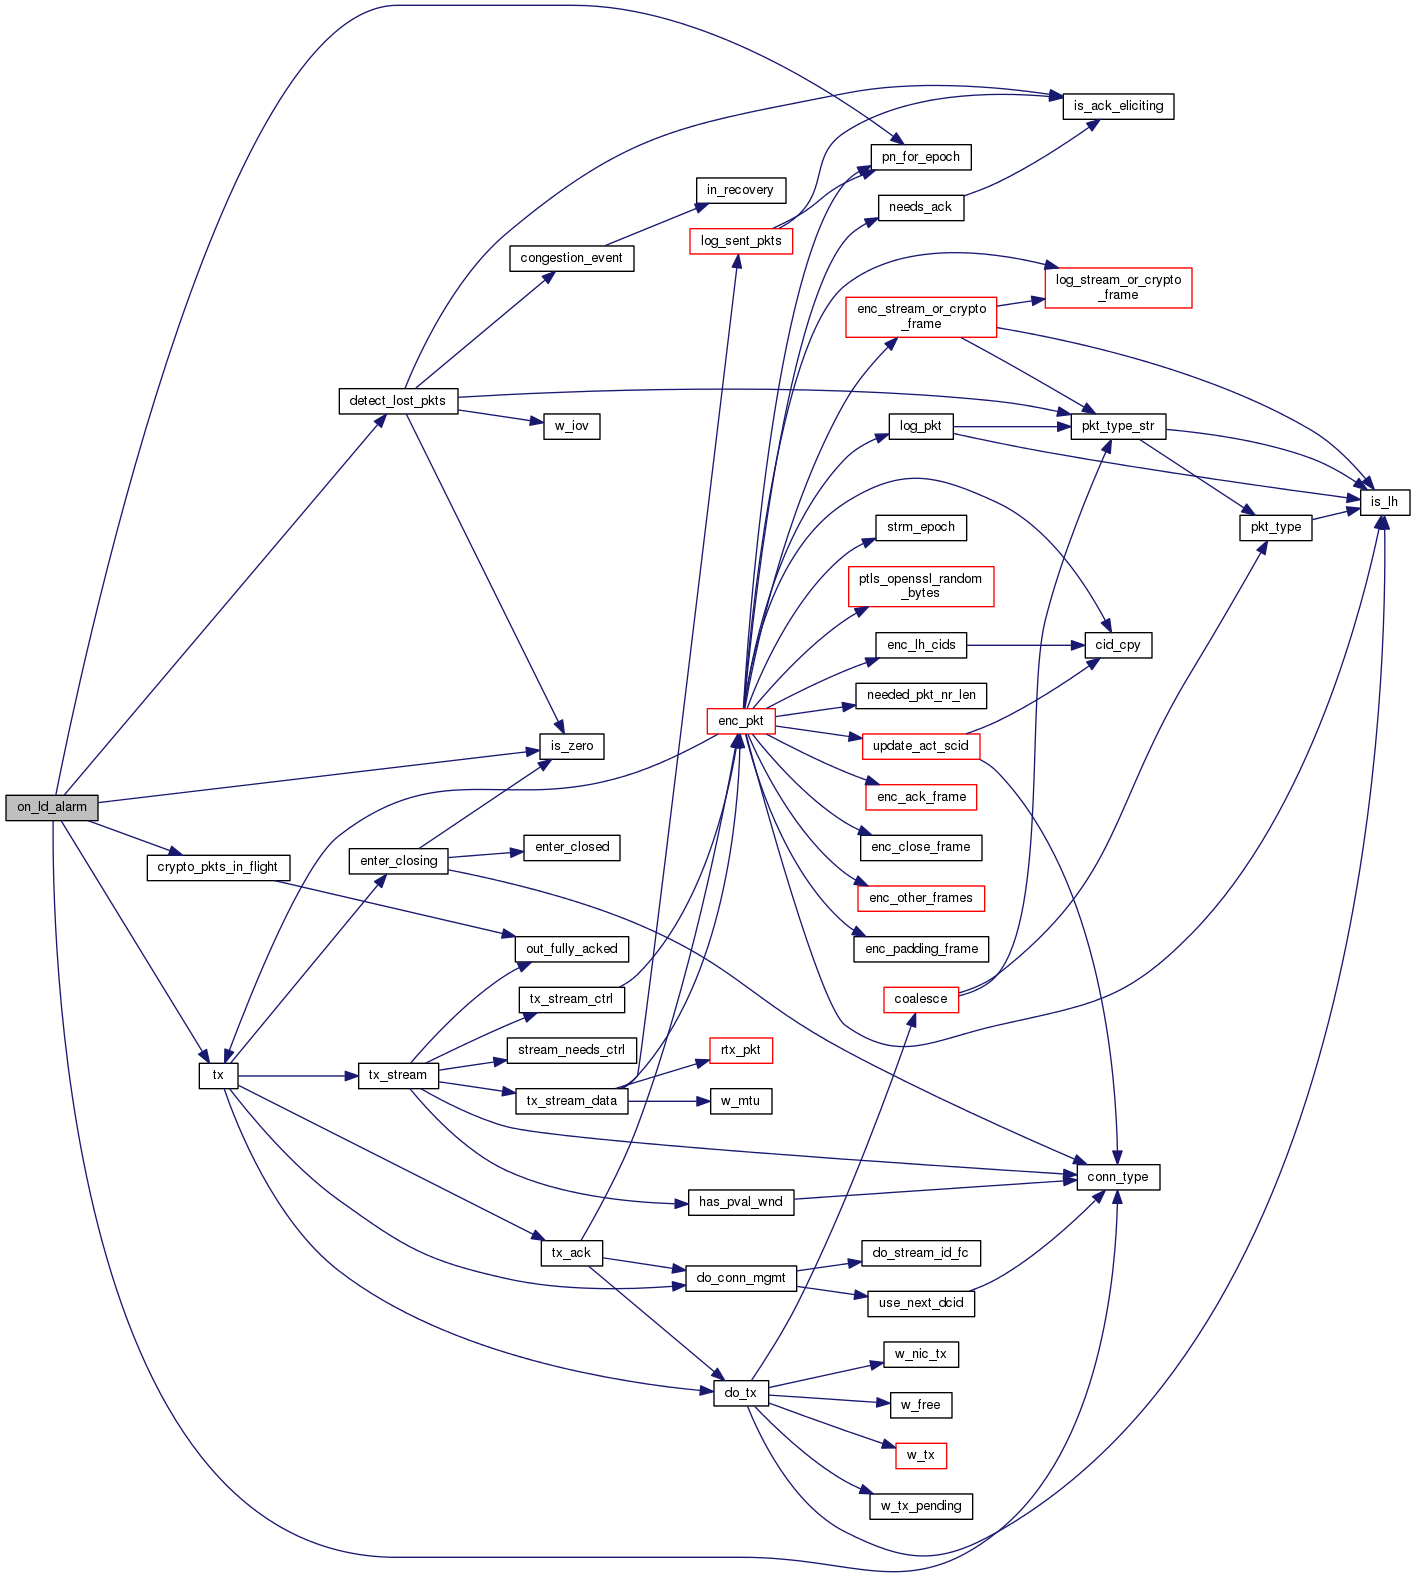 is_ack_eliciting
pn_for_epoch
in_recovery
needs_ack
log_sent_pkts
congestion_event
log_stream_or_crypto
_frame
enc_stream_or_crypto
_frame
detect_lost_pkts
w_iov
log_pkt
pkt_type_str
is_lh
strm_epoch
pkt_type
ptls_openssl_random
_bytes
enc_lh_cids
cid_cpy
needed_pkt_nr_len
enc_pkt
update_act_scid
is_zero
enc_ack_frame
on_ld_alarm
enter_closed
enc_close_frame
enter_closing
crypto_pkts_in_flight
enc_other_frames
out_fully_acked
enc_padding_frame
tx_stream_ctrl
coalesce
stream_needs_ctrl
rtx_pkt
tx
tx_stream
tx_stream_data
w_mtu
conn_type
has_pval_wnd
tx_ack
do_stream_id_fc
do_conn_mgmt
use_next_dcid
w_nic_tx
do_tx
w_free
w_tx
w_tx_pending